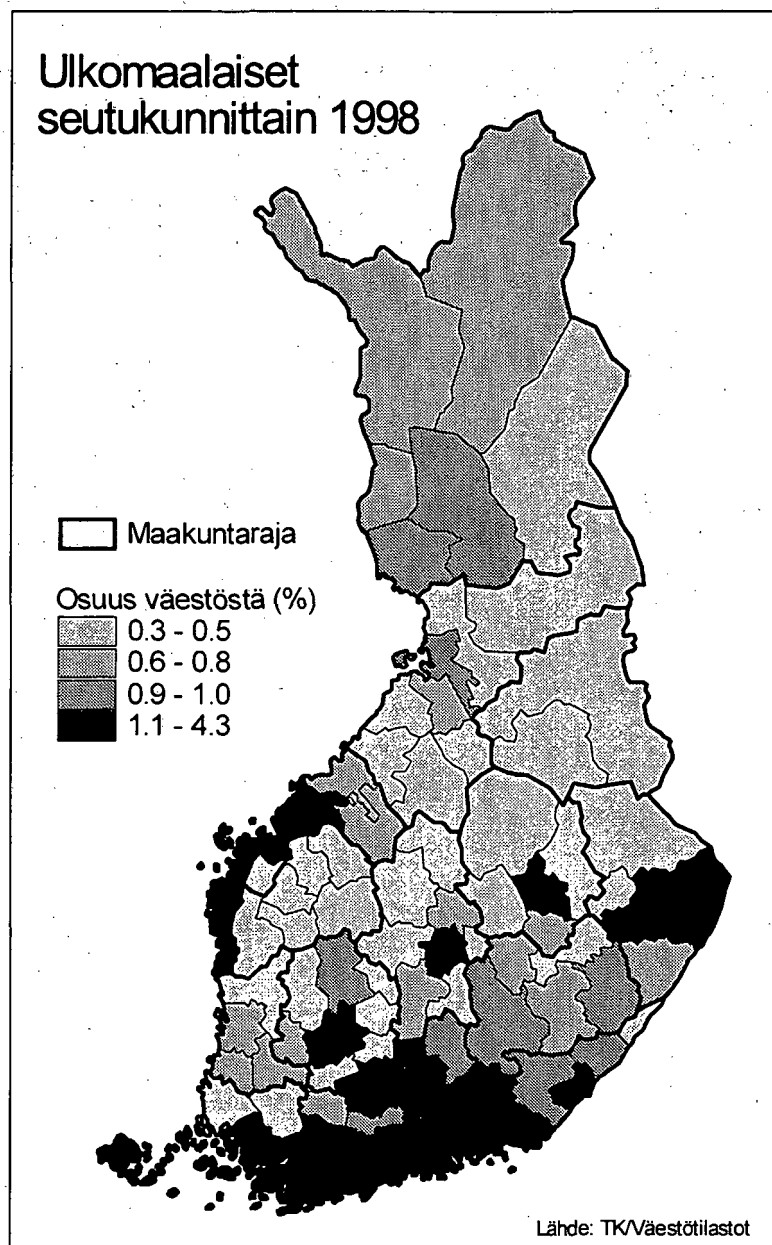 Ulkomaalaiset
seutukunnittain 1998
Maakuntaraja
Osuus väestöstä (%)
0.3 - 0.5
0.6 - 0.8
0.9 - 1.0
1.1 - 4.3
Lähde: TK/Väestötilastot